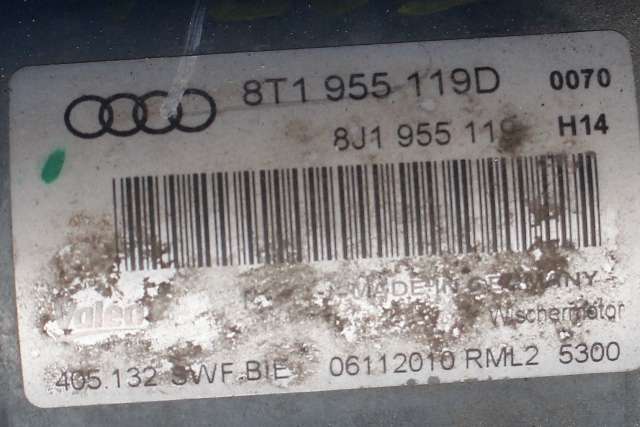 8T1 955 119D 0070
8J1 955 119 H14
MADE-IN GERMANY
Valeo
Wischermotor
405.132 SWF-BIE 06112010 RML2 5300